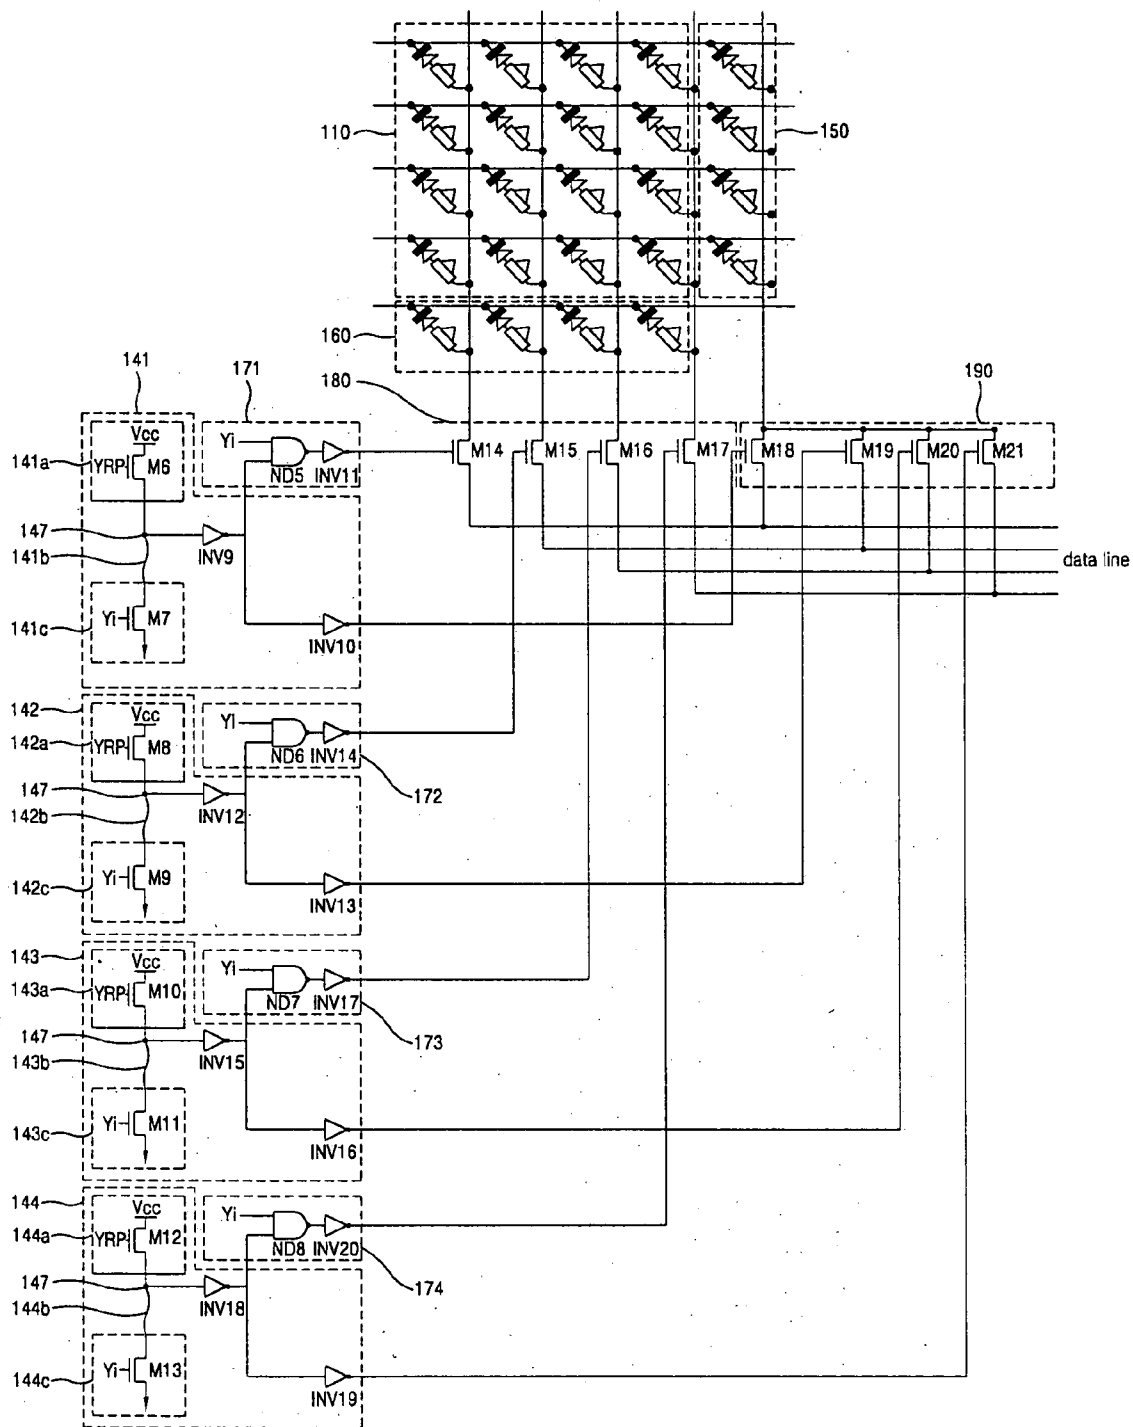 110
150
160
141
171
180
190
Vcc
141a
YRP
M6
Yi
ND5
INV11
M14
M15
M16
M17
M18
M19
M20
M21
147
141b
INV9
data line
141c
Yi
M7
INV10
142
Vcc
142a
YRP
M8
Yi
ND6
INV14
172
147
142b
INV12
142c
Yi
M9
INV13
143
Vcc
143a
YRP
M10
Yi
ND7
INV17
173
147
143b
INV15
143c
Yi
M11
INV16
144
Vcc
144a
YRP
M12
Yi
ND8
INV20
174
147
144b
INV18
144c
Yi
M13
INV19